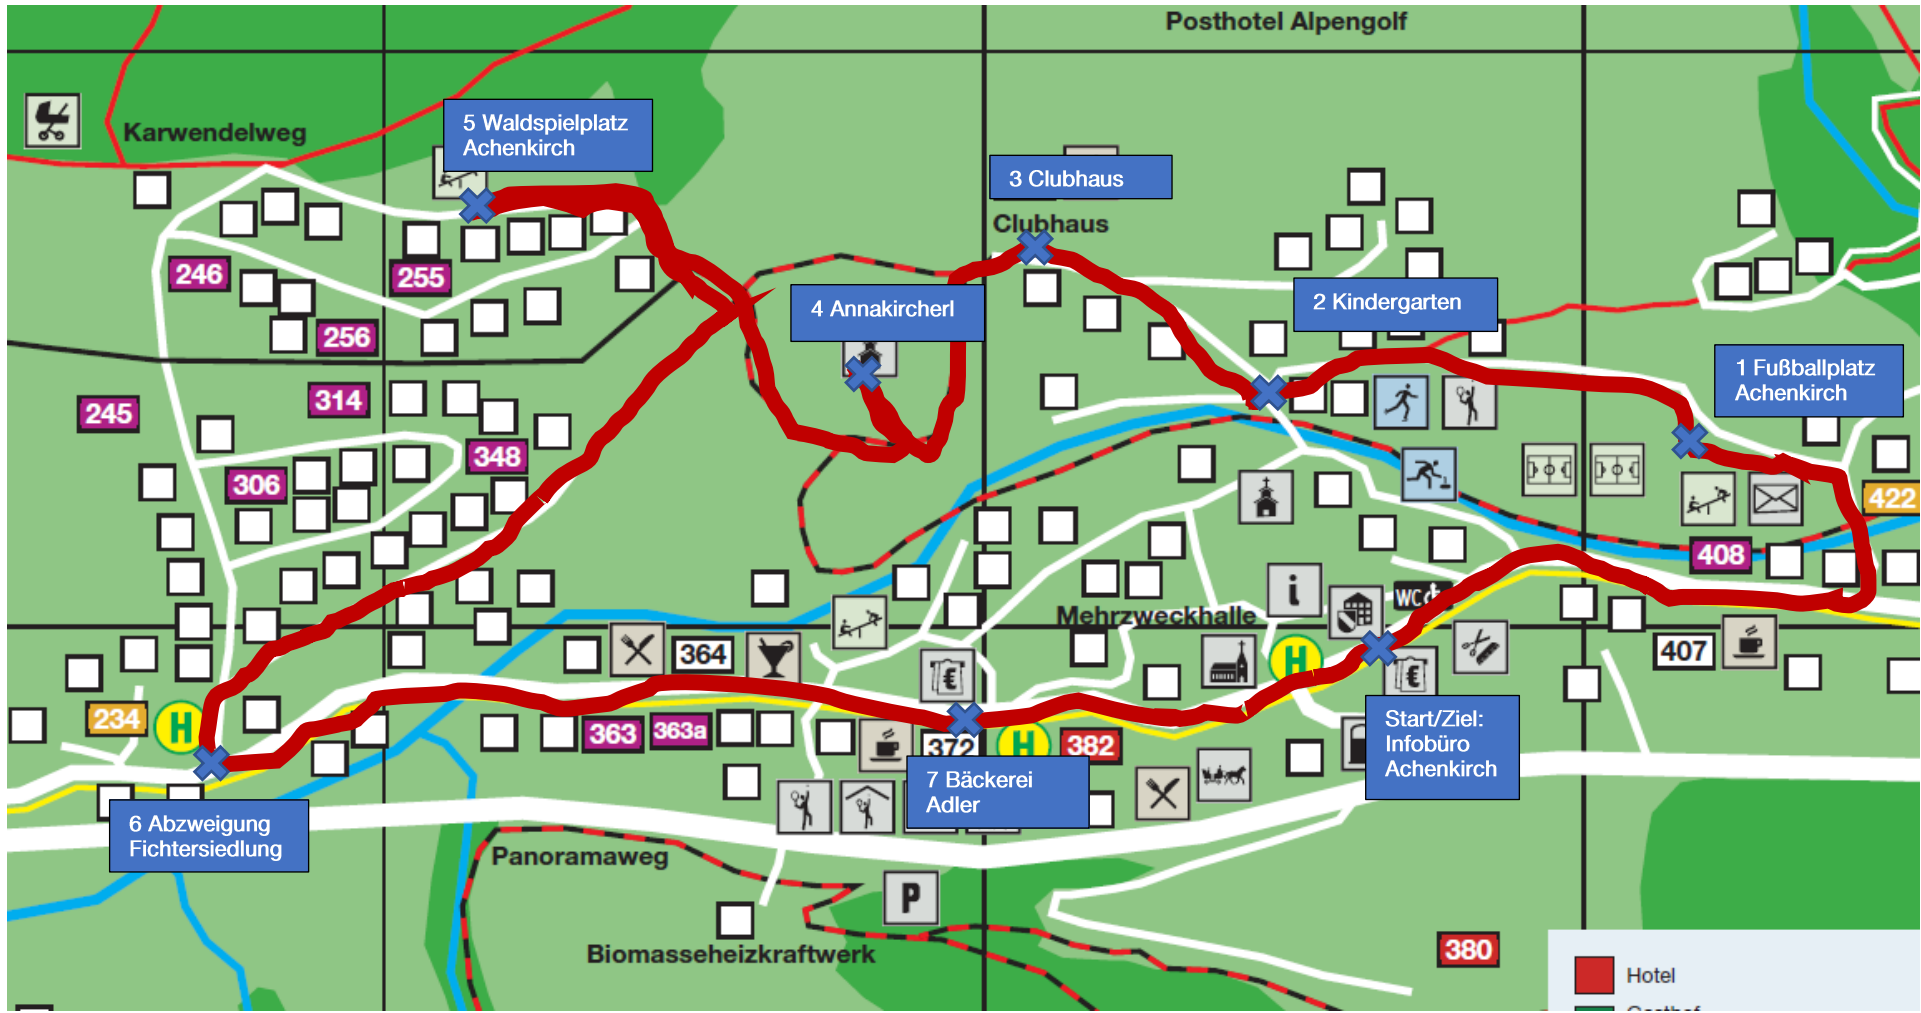 Posthotel Alpengolf
Karwendelweg
5 Waldspielplatz
Achenkirch
3 Clubhaus
Clubhaus
246
255
256
4 Annakircherl
2 Kindergarten
1 Fußballplatz
Achenkirch
245
314
348
306
422
408
i
WC
Mehrzweckhalle
H
364
€
€
407
234
H
363
363a
372
H
382
Start/Ziel:
Infobüro
Achenkirch
7 Bäckerei
Adler
6 Abzweigung
Fichtersiedlung
Panoramaweg
P
Biomasseheizkraftwerk
380
Hotel